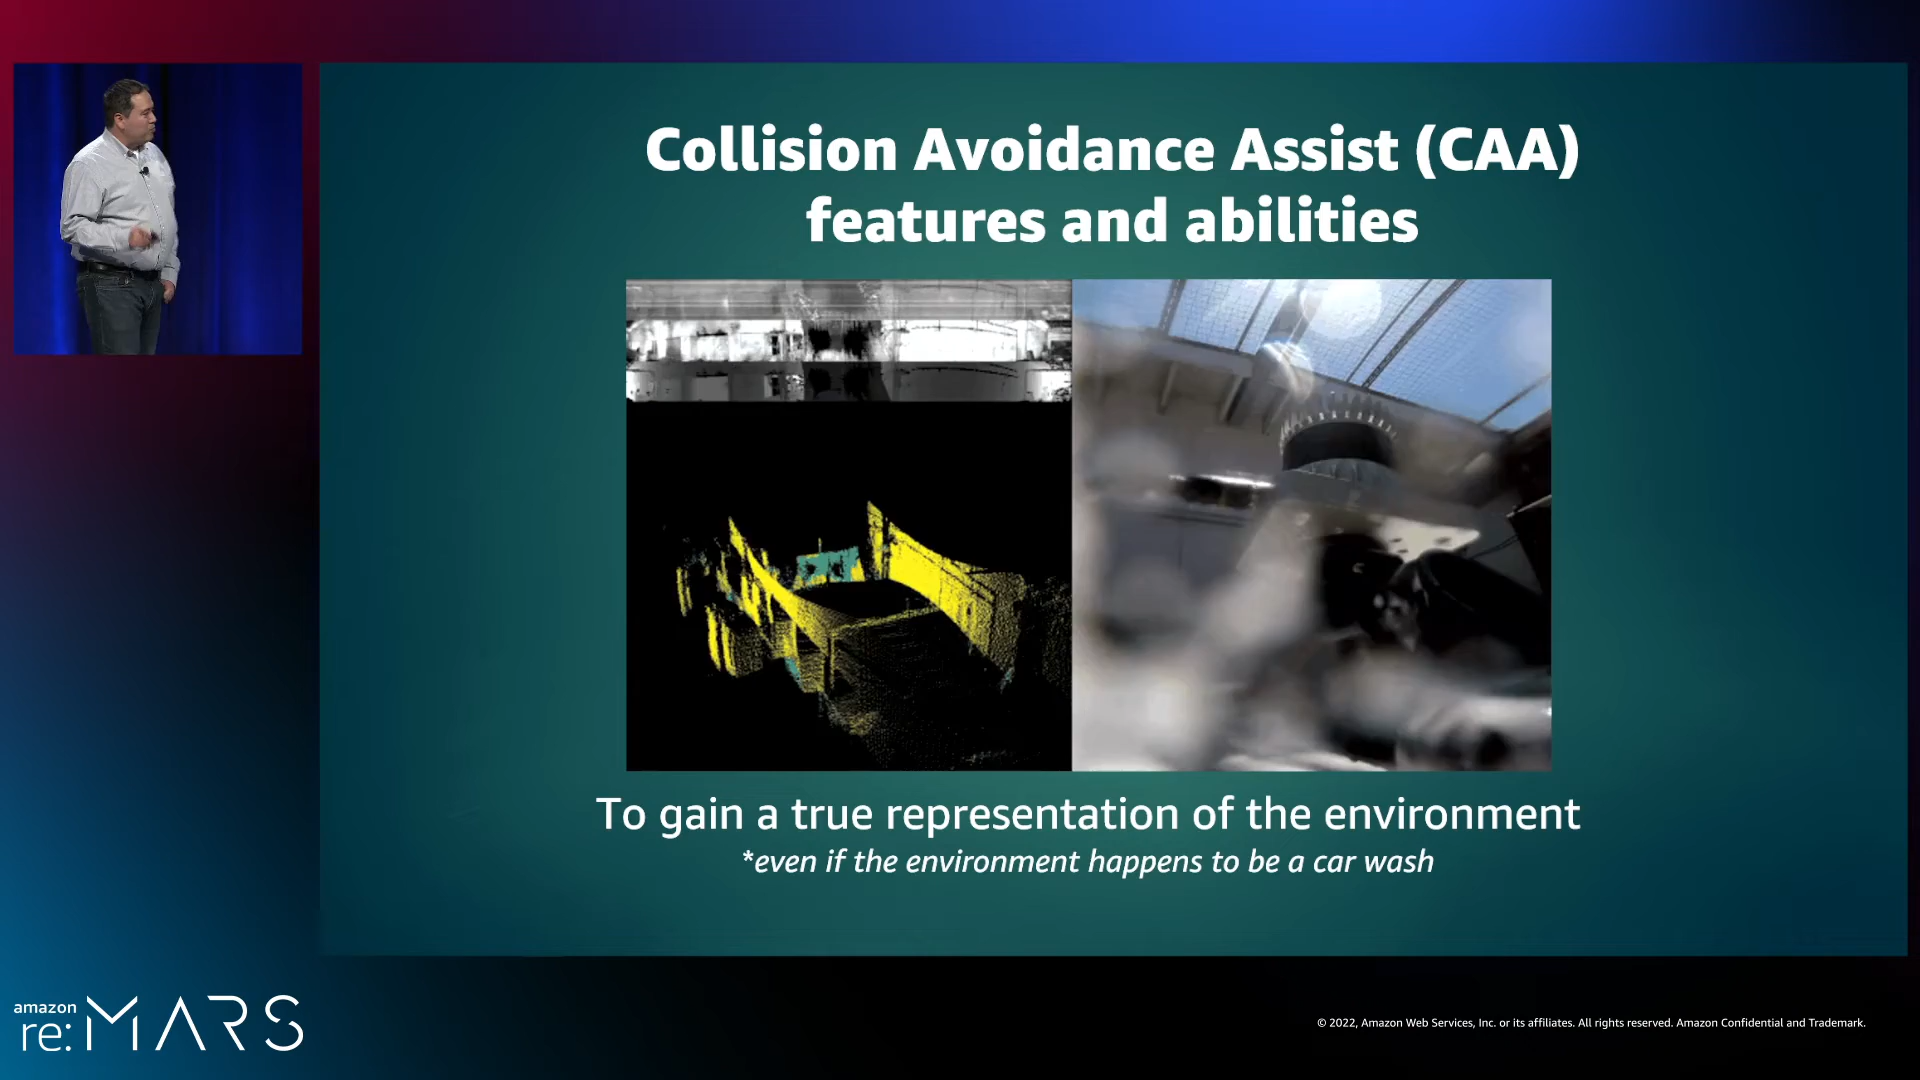 Collision Avoidance Assist (CAA)
features and abilities
To gain a true representation of the environment
*even if the environment happens to be a car wash
amazon
re:MARS
© 2022, Amazon Web Services, Inc. or its affiliates. All rights reserved. Amazon Confidential and Trademark.